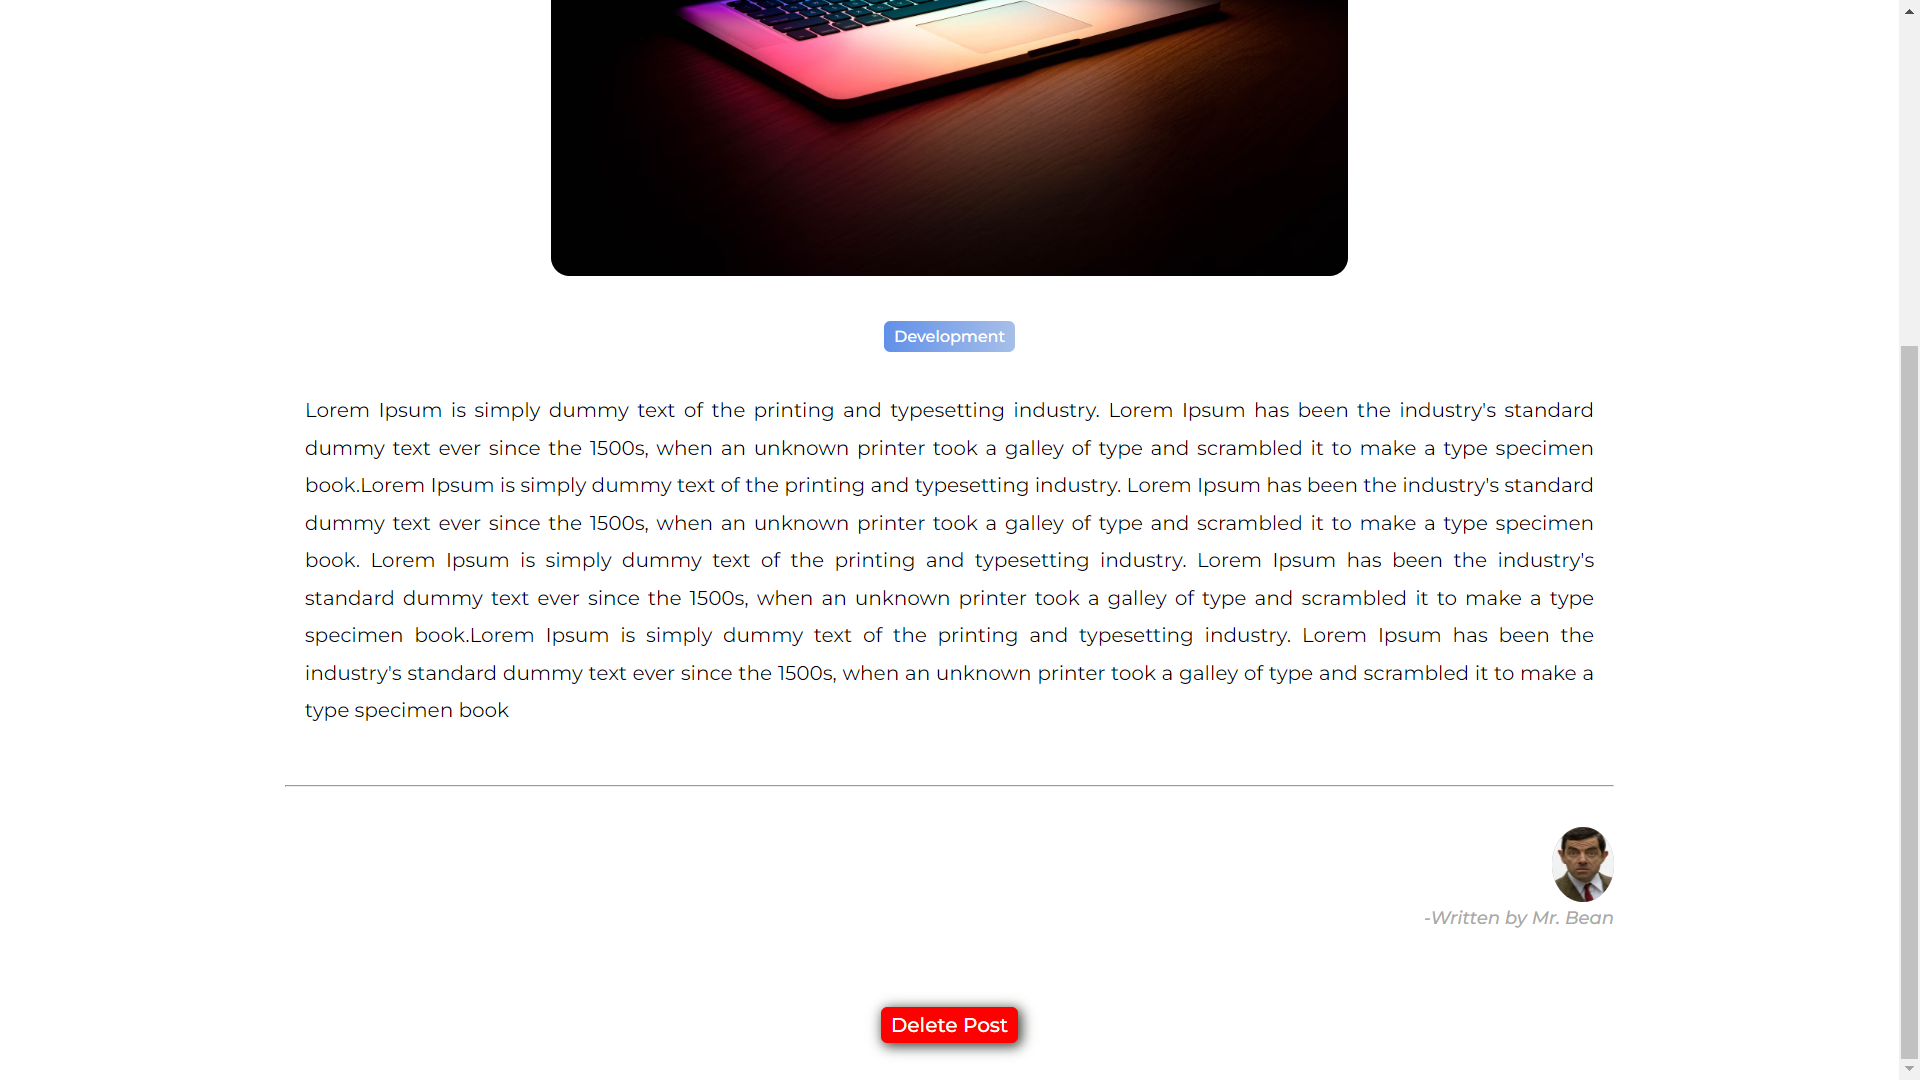 Development
Lorem Ipsum is simply dummy text of the printing and typesetting industry. Lorem Ipsum has been the industry's standard
dummy text ever since the 1500s, when an unknown printer took a galley of type and scrambled it to make a type specimen
book.Lorem Ipsum is simply dummy text of the printing and typesetting industry. Lorem Ipsum has been the industry's standard
dummy text ever since the 1500s, when an unknown printer took a galley of type and scrambled it to make a type specimen
book. Lorem Ipsum is simply dummy text of the printing and typesetting industry. Lorem Ipsum has been the industry's
standard dummy text ever since the 1500s, when an unknown printer took a galley of type and scrambled it to make a type
specimen book.Lorem Ipsum is simply dummy text of the printing and typesetting industry. Lorem Ipsum has been the
industry's standard dummy text ever since the 1500s, when an unknown printer took a galley of type and scrambled it to make a
type specimen book
-Written by Mr. Bean
Delete Post